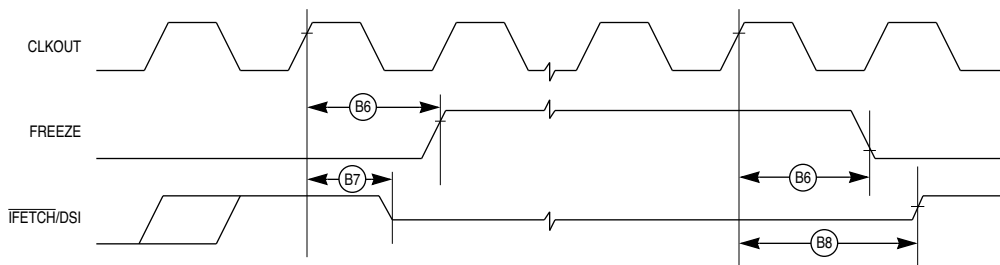 CLKOUT
B6
FREEZE
B7
B6
IFETCH/DSI
B8